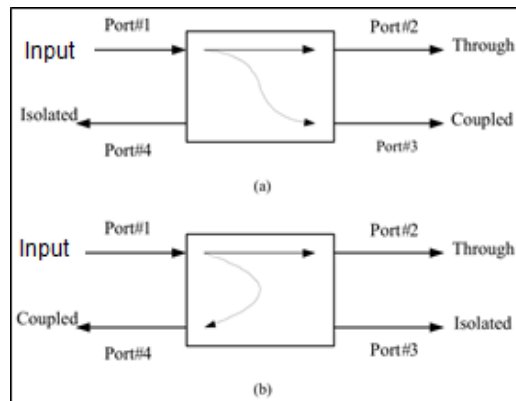 Port#1 Port#2
Input Through
Isolated Coupled
Port#4 Port#3
(a)
Port#1 Port#2
Input Through
Coupled Isolated
Port#4 Port#3
(b)